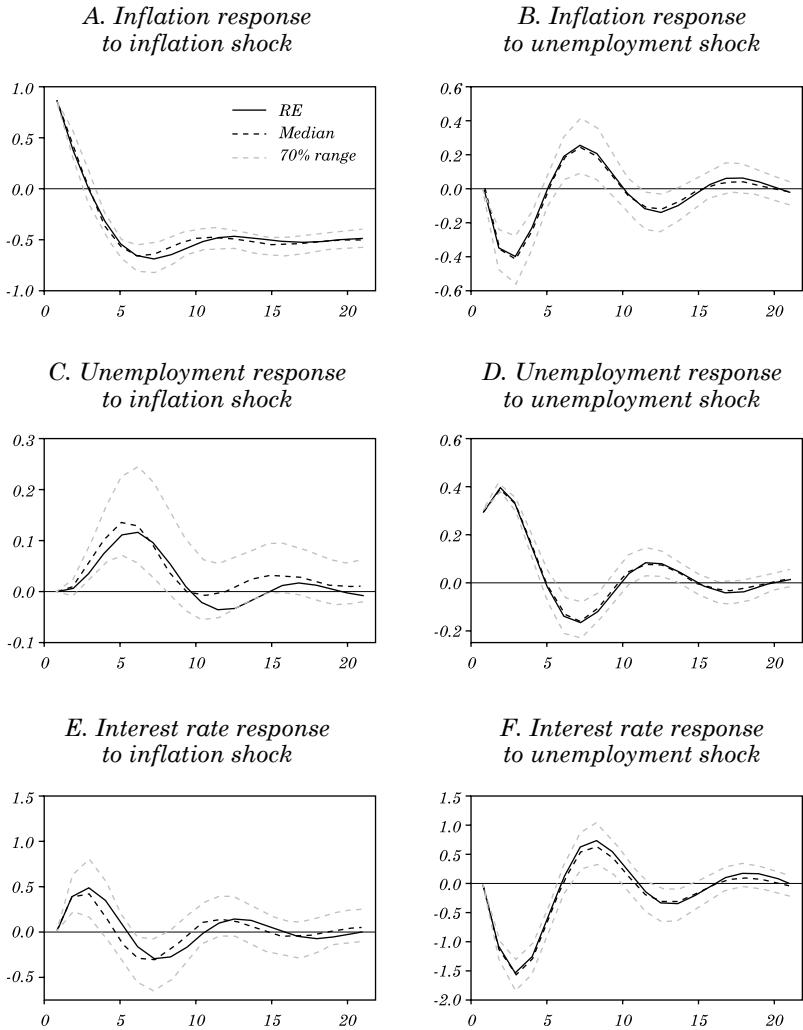 A. Inflation response
to inflation shock
1.0
0.5
0.0
-0.5
-1.0
0 5 10 15 20
RE
Median
70% range
B. Inflation response
to unemployment shock
0.6
0.4
0.2
0.0
-0.2
-0.4
-0.6
0 5 10 15 20
C. Unemployment response
to inflation shock
0.3
0.2
0.1
0.0
-0.1
0 5 10 15 20
D. Unemployment response
to unemployment shock
0.6
0.4
0.2
0.0
-0.2
0 5 10 15 20
E. Interest rate response
to inflation shock
1.5
1.0
0.5
0.0
-0.5
0 5 10 15 20
F. Interest rate response
to unemployment shock
1.5
1.0
0.5
0.0
-0.5
-1.0
-1.5
-2.0
0 5 10 15 20